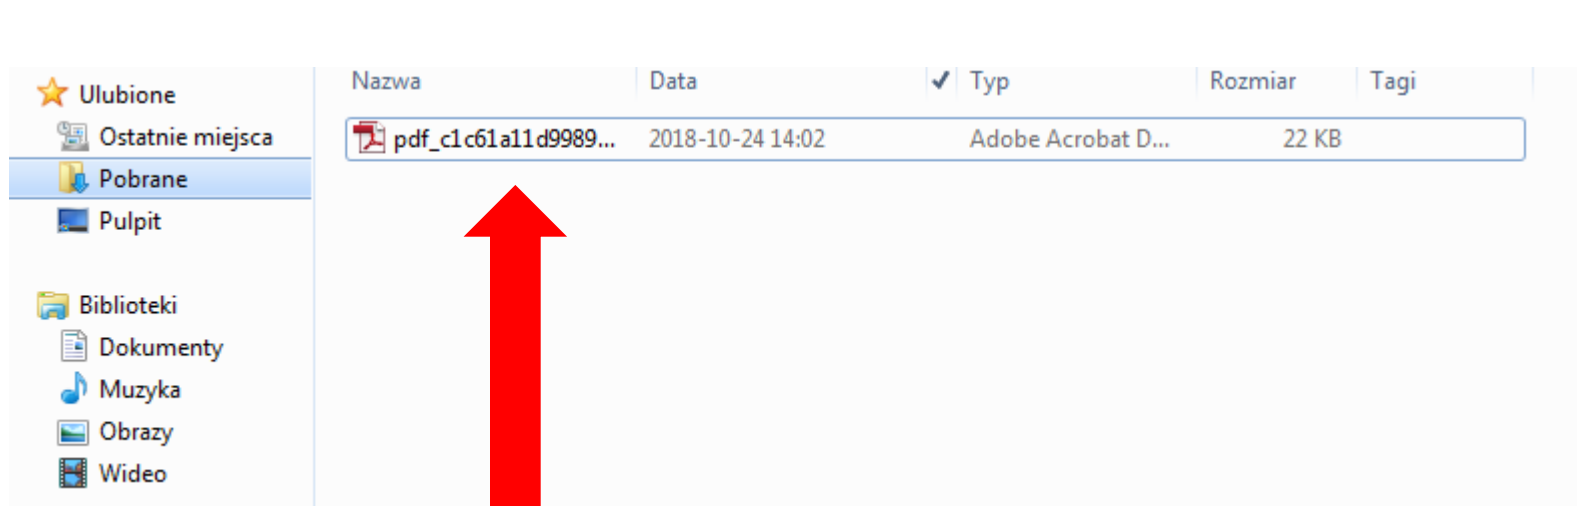 Nazwa Data Typ Rozmiar Tagi
pdf_c1c61a11d9989... 2018-10-24 14:02 Adobe Acrobat D... 22 KB
Ulubione
Ostatnie miejsca
Pobrane
Pulpit
Biblioteki
Dokumenty
Muzyka
Obrazy
Wideo